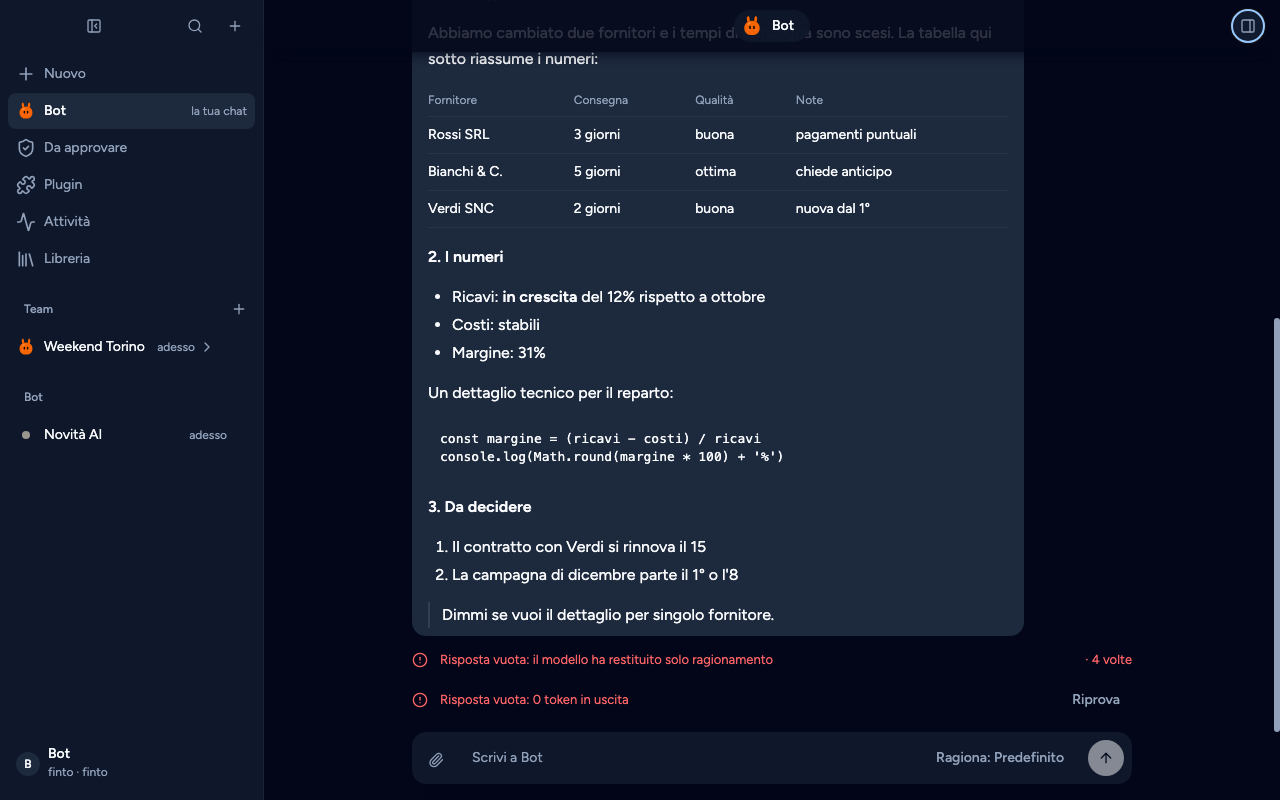 Bot
Nuovo
Bot la tua chat
Da approvare
Plugin
Attività
Libreria
Team
Weekend Torino adesso
Bot
Novità AI adesso
B
Bot
finto · finto
Abbiamo cambiato due fornitori e i tempi di sono scesi. La tabella qui
sotto riassume i numeri:
Fornitore Consegna Qualità Note
Rossi SRL 3 giorni buona pagamenti puntuali
Bianchi & C. 5 giorni ottima chiede anticipo
Verdi SNC 2 giorni buona nuova dal 1°
2. I numeri
• Ricavi: in crescita del 12% rispetto a ottobre
• Costi: stabili
• Margine: 31%
Un dettaglio tecnico per il reparto:
const margine = (ricavi - costi) / ricavi
console.log(Math.round(margine * 100) + '%')
3. Da decidere
1. Il contratto con Verdi si rinnova il 15
2. La campagna di dicembre parte il 1° o l'8
Dimmi se vuoi il dettaglio per singolo fornitore.
Risposta vuota: il modello ha restituito solo ragionamento · 4 volte
Risposta vuota: 0 token in uscita Riprova
Scrivi a Bot Ragiona: Predefinito